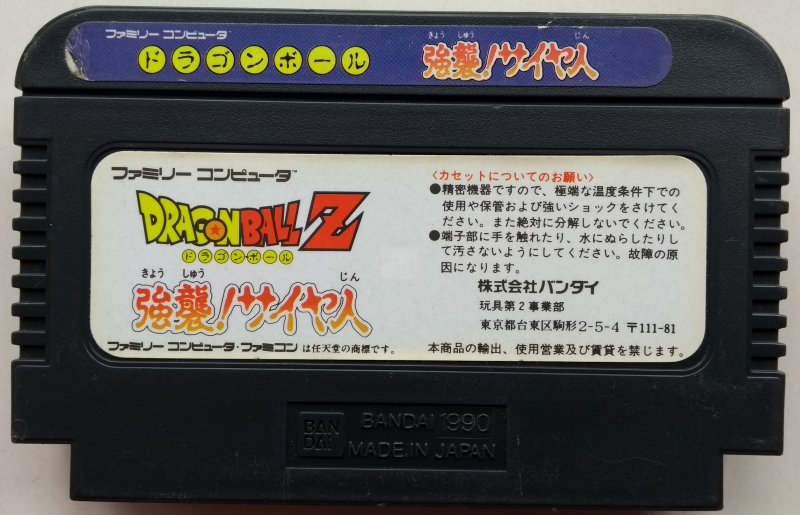 ファミリー コンピュータ
ドラゴンボール
きょう しゅう じん
強襲!サイヤ人
ファミリー コンピュータ™
DRAGON BALL Z
ドラゴンボール
きょう しゅう じん
強襲!サイヤ人
ファミリー コンピュータ・ファミコン は任天堂の商標です。
〈カセットについてのお願い〉
●精密機器ですので、極端な温度条件下での
使用や保管および強いショックをさけてく
ださい。また絶対に分解しないでください。
●端子部に手を触れたり、水にぬらしたりし
て汚さないようにしてください。故障の原
因になります。
株式会社バンダイ
玩具第2事業部
東京都台東区駒形2-5-4 〒111-81
本商品の輸出、使用営業及び賃貸を禁じます。
BAN
DAI
BANDAI 1990
MADE IN JAPAN